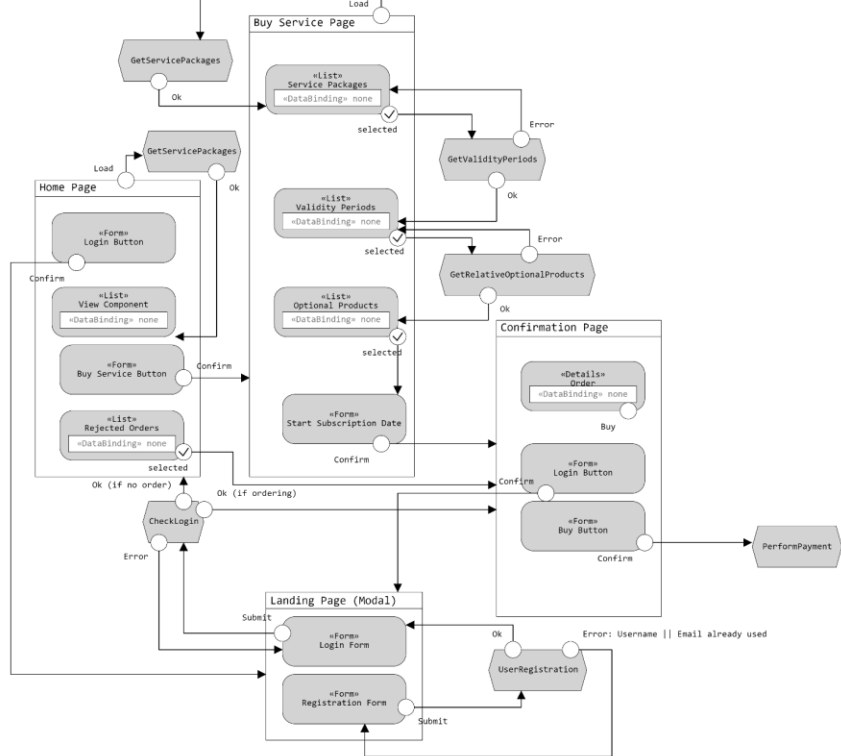 Load
Buy Service Page
GetServicePackages
Ok
«List»
Service Packages
«DataBinding» none
selected
Error
GetValidityPeriods
Ok
GetServicePackages
Load
Ok
Home Page
«Form»
Login Button
Confirm
«List»
View Component
«DataBinding» none
«Form»
Buy Service Button
Confirm
«List»
Rejected Orders
«DataBinding» none
selected
«List»
Validity Periods
«DataBinding» none
selected
Error
GetRelativeOptionalProducts
Ok
«List»
Optional Products
«DataBinding» none
selected
«Form»
Start Subscription Date
Confirm
Confirmation Page
«Details»
Order
«DataBinding» none
Buy
«Form»
Login Button
Confirm
«Form»
Buy Button
Confirm
PerformPayment
Ok (if no order)
Ok (if ordering)
CheckLogin
Error
Landing Page (Modal)
Submit
«Form»
Login Form
«Form»
Registration Form
Submit
Ok
Error: Username || Email already used
UserRegistration